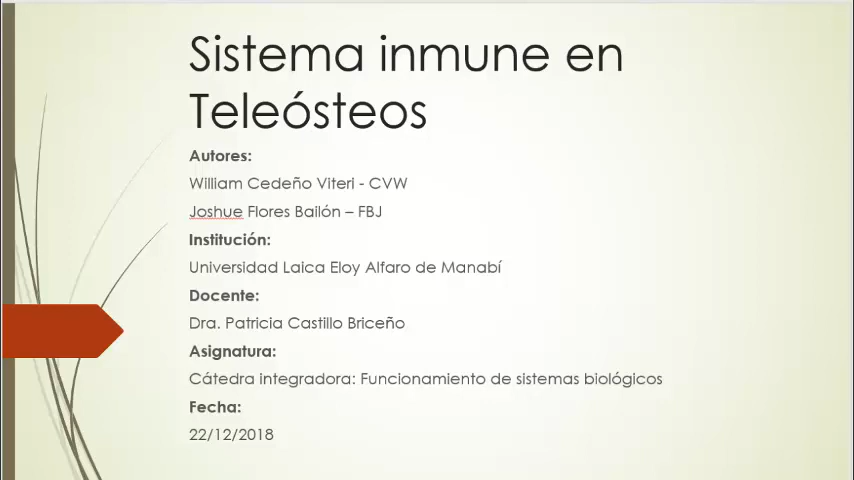 Sistema inmune en
Teleósteos
Autores:
William Cedeño Viteri - CVW
Joshue Flores Bailón – FBJ
Institución:
Universidad Laica Eloy Alfaro de Manabí
Docente:
Dra. Patricia Castillo Briceño
Asignatura:
Cátedra integradora: Funcionamiento de sistemas biológicos
Fecha:
22/12/2018